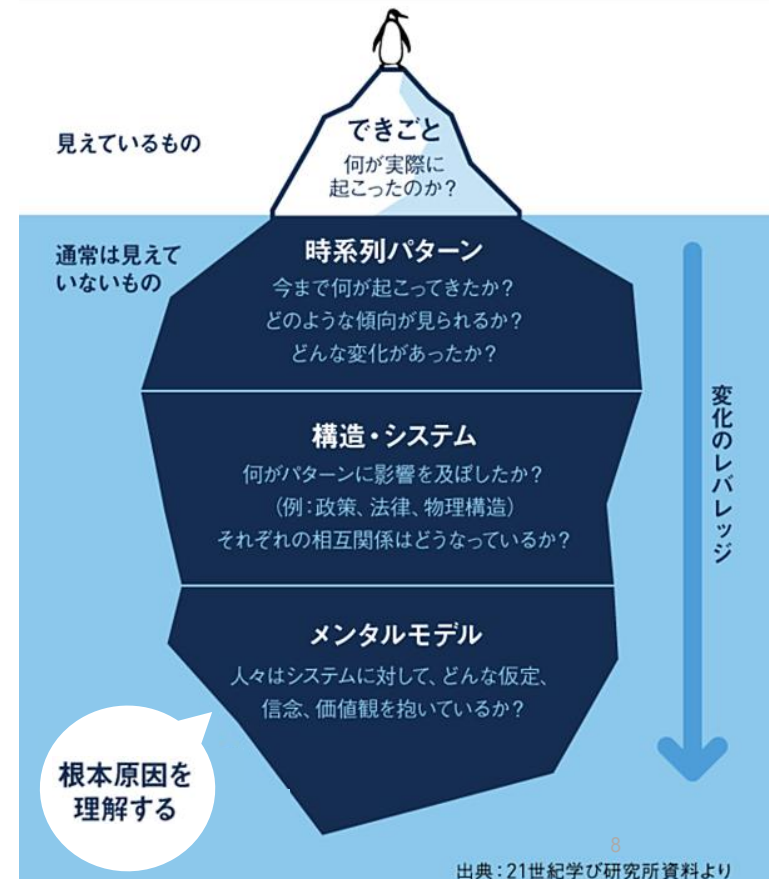 見えているもの
できごと
何が実際に
起こったのか?
通常は見えて
いないもの
時系列パターン
今まで何が起こってきたか?
どのような傾向が見られるか?
どんな変化があったか?
構造・システム
何がパターンに影響を及ぼしたか?
(例:政策、法律、物理構造)
それぞれの相互関係はどうなっているか?
メンタルモデル
人々はシステムに対して、どんな仮定、
信念、価値観を抱いているか?
変化のレバレッジ
根本原因を
理解する
8
出典:21世紀学び研究所資料より